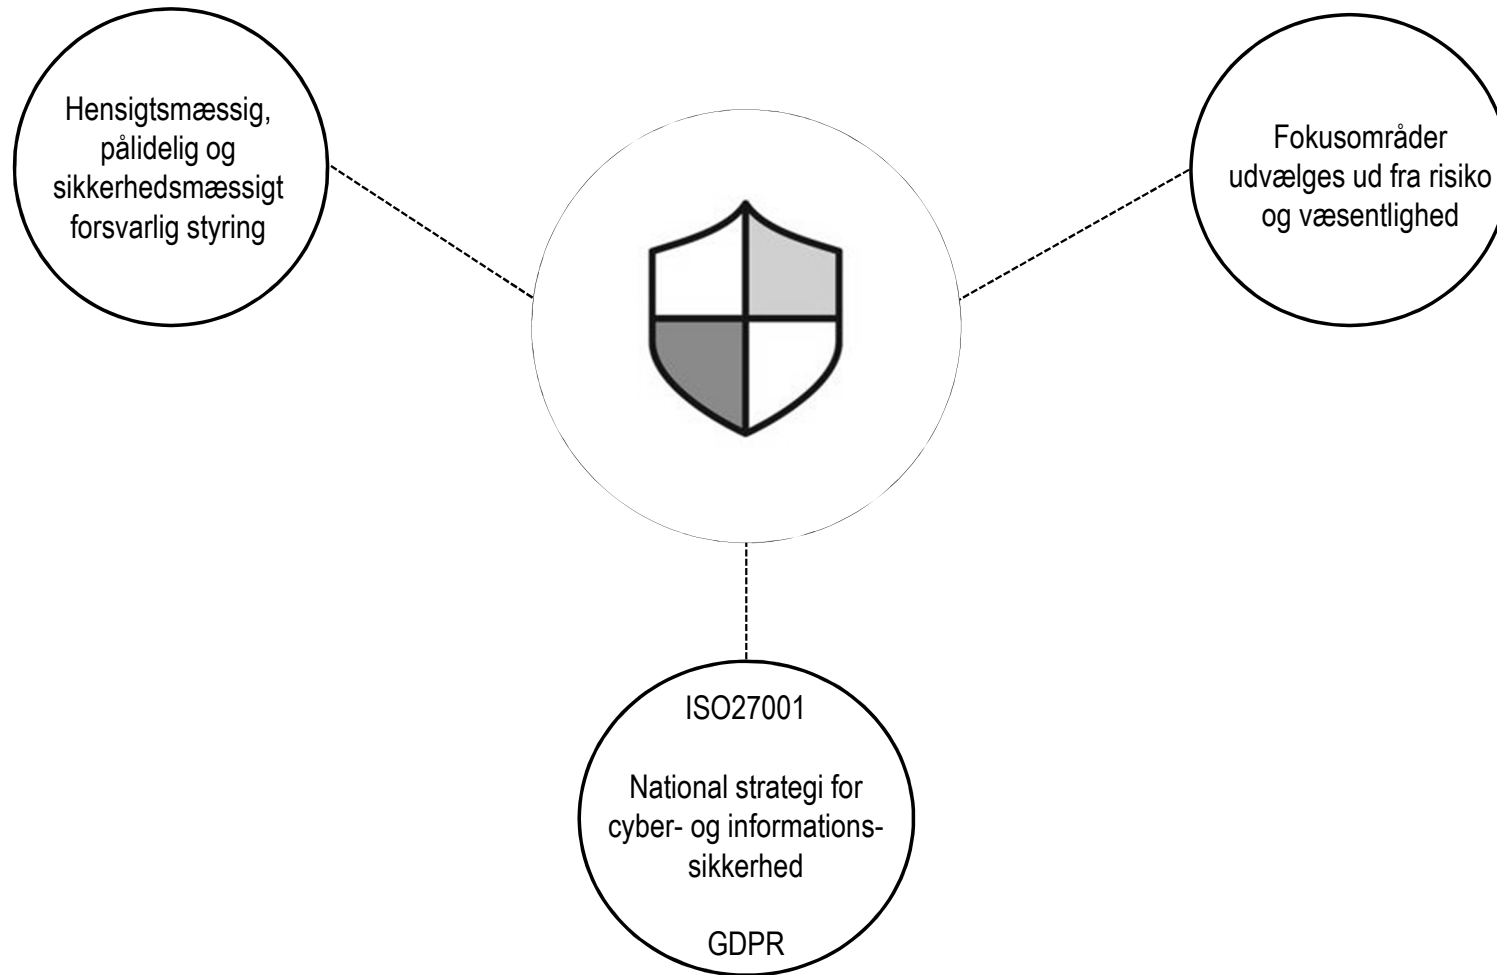 Hensigtsmæssig,
pålidelig og
sikkerhedsmæssigt
forsvarlig styring
Fokusområder
udvælges ud fra risiko
og væsentlighed
ISO27001
National strategi for
cyber- og informations-
sikkerhed
GDPR